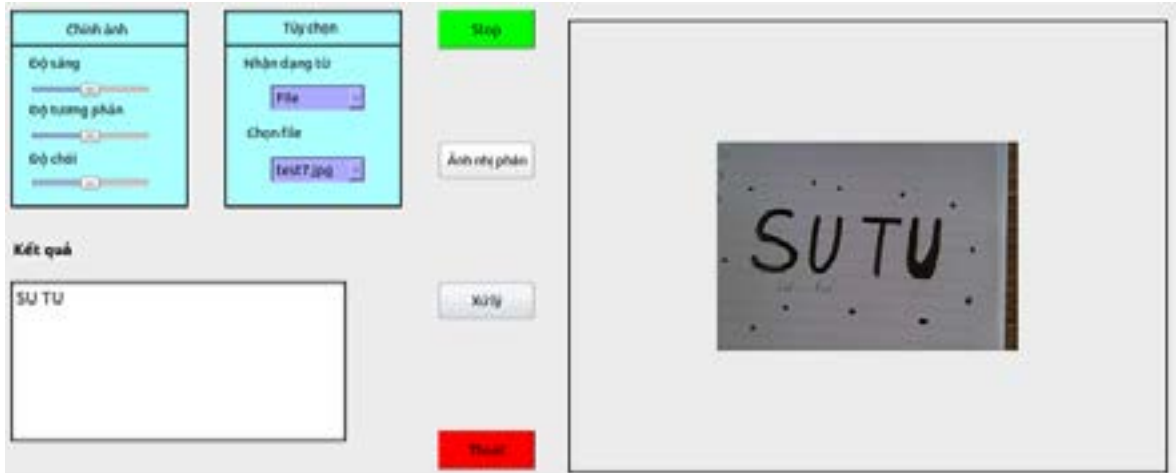 Chỉnh ảnh
Độ sáng
Độ tương phản
Độ chói
Tùy chọn
Nhận dạng từ
File
Chọn file
test7.jpg
Stop
Ảnh nhị phân
Xử lý
Thoát
Kết quả
SU TU
SU TU